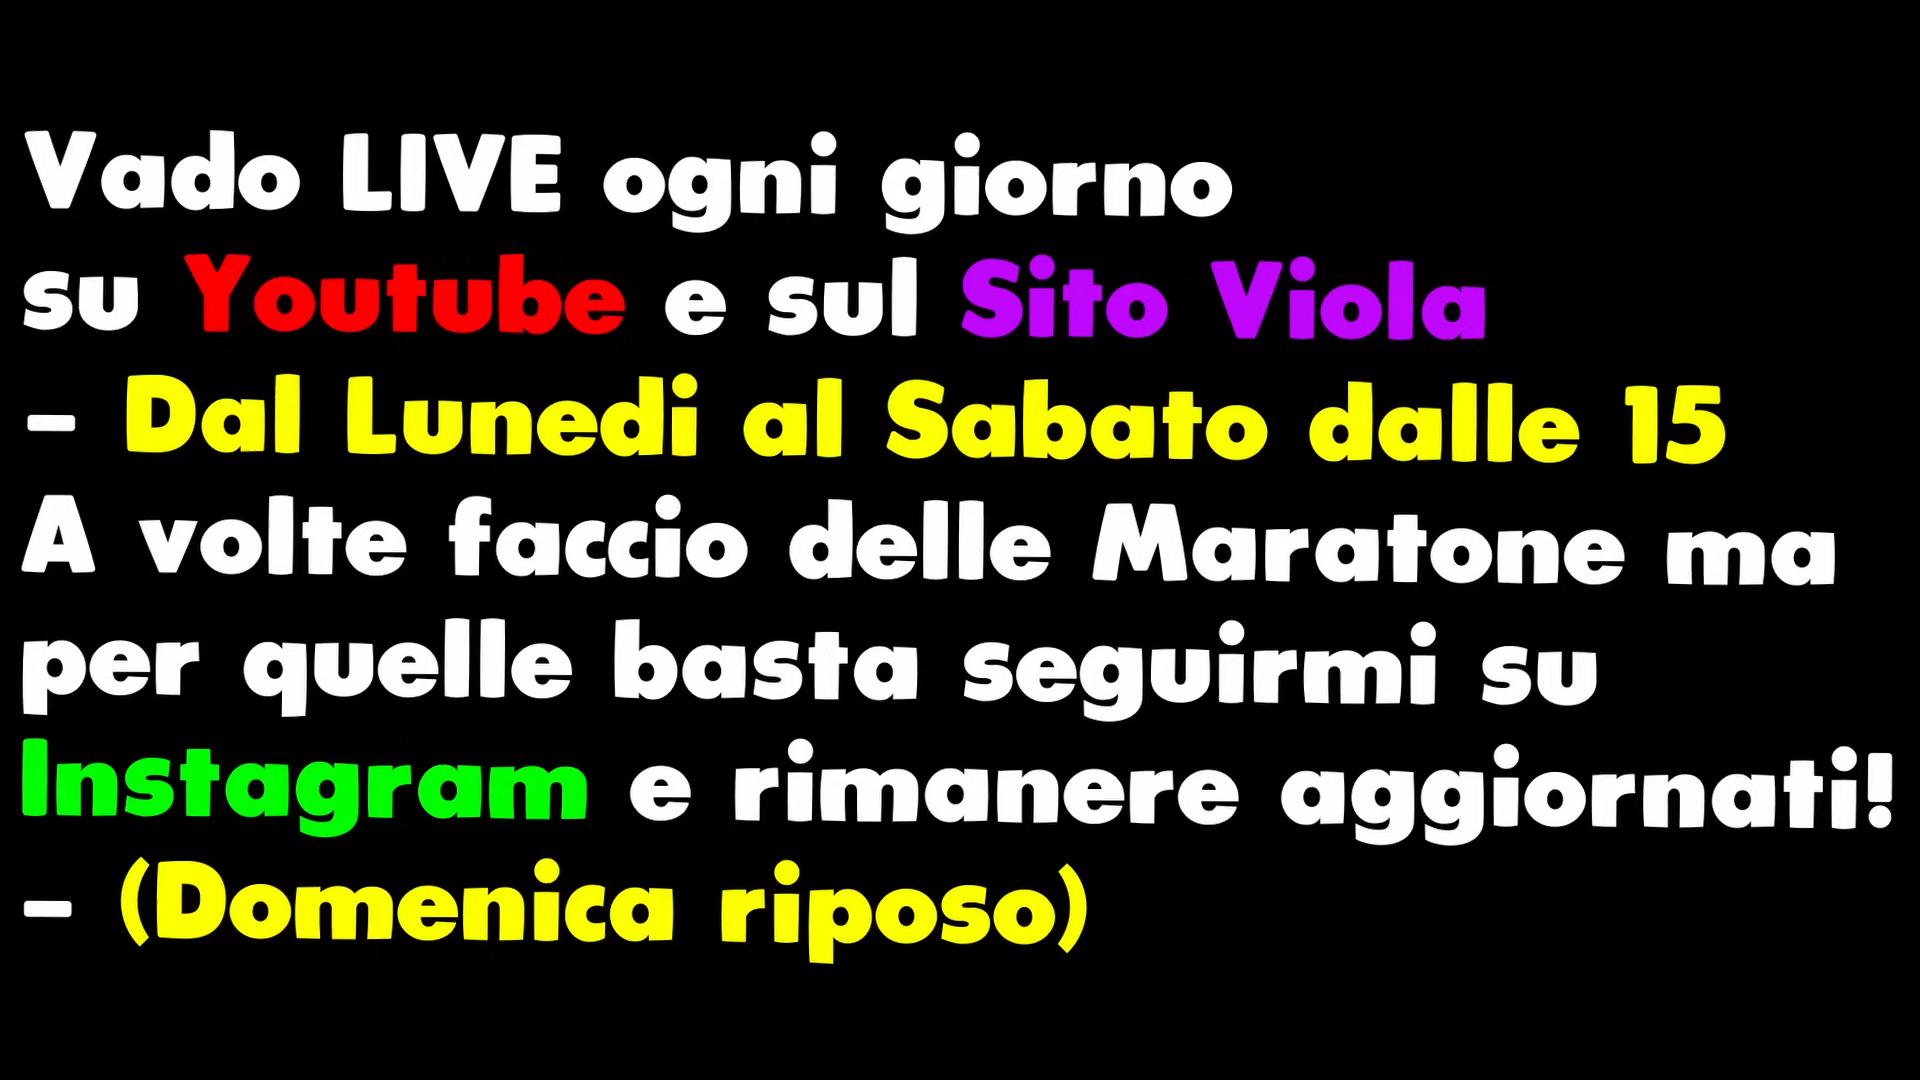 Vado LIVE ogni giorno
su Youtube e sul Sito Viola
- Dal Lunedi al Sabato dalle 15
A volte faccio delle Maratone ma
per quelle basta seguirmi su
Instagram e rimanere aggiornati!
- (Domenica riposo)